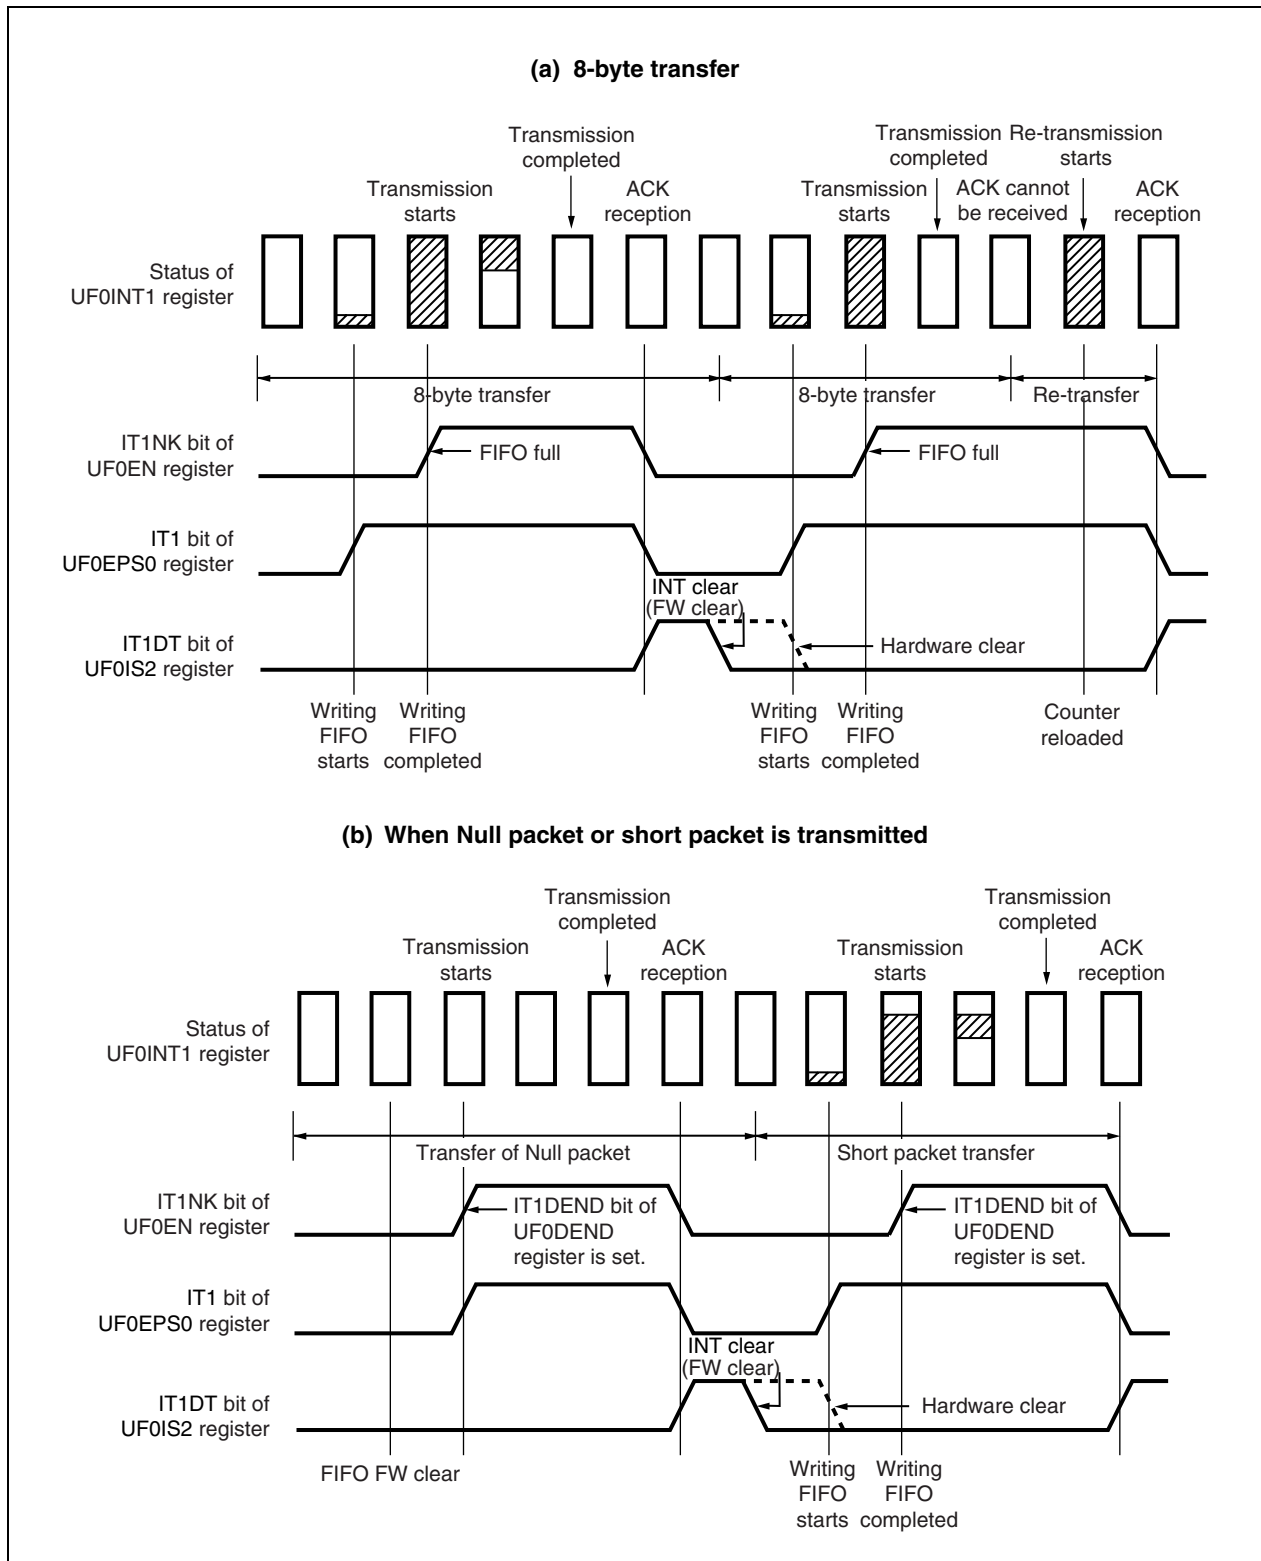 (a) 8-byte transfer
Transmission
completed
Transmission
completed
Re-transmission
starts
Transmission
starts
ACK
reception
Transmission
starts
ACK cannot
be received
ACK
reception
Status of
UF0INT1 register
8-byte transfer
8-byte transfer
Re-transfer
IT1NK bit of
UF0EN register
FIFO full
FIFO full
IT1 bit of
UF0EPS0 register
INT clear
(FW clear)
IT1DT bit of
UF0IS2 register
Hardware clear
Writing
FIFO
starts
Writing
FIFO
completed
Writing
FIFO
starts
Writing
FIFO
completed
Counter
reloaded
(b) When Null packet or short packet is transmitted
Transmission
completed
Transmission
completed
Transmission
starts
ACK
reception
Transmission
starts
ACK
reception
Status of
UF0INT1 register
Transfer of Null packet
Short packet transfer
IT1NK bit of
UF0EN register
IT1DEND bit of
UF0DEND
register is set.
IT1DEND bit of
UF0DEND
register is set.
IT1 bit of
UF0EPS0 register
INT clear
(FW clear)
IT1DT bit of
UF0IS2 register
Hardware clear
FIFO FW clear
Writing
FIFO
starts
Writing
FIFO
completed